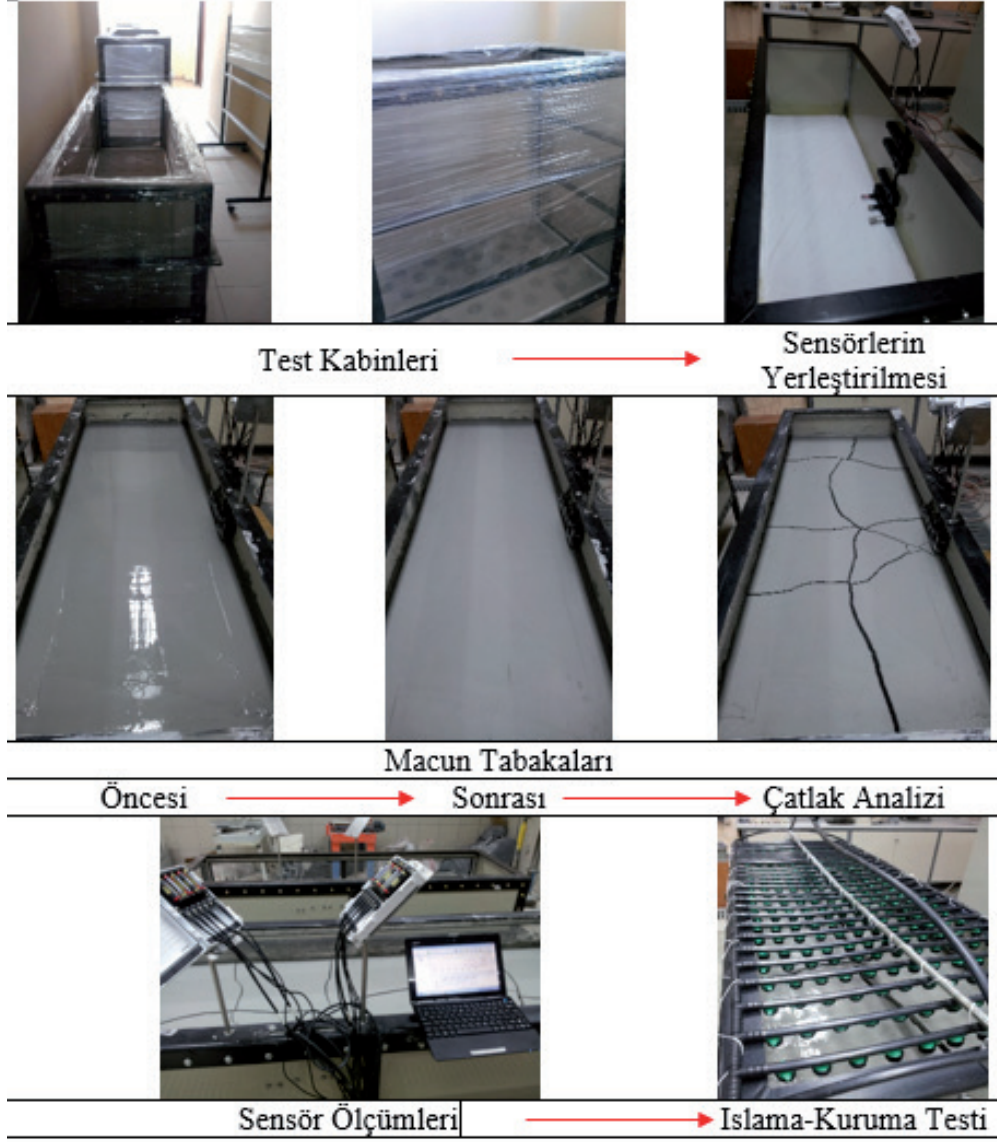 Test Kabinleri
Sensörlerin
Yerleştirilmesi
Macun Tabakaları
Öncesi
Sonrası
Çatlak Analizi
Sensör Ölçümleri
Islama-Kuruma Testi